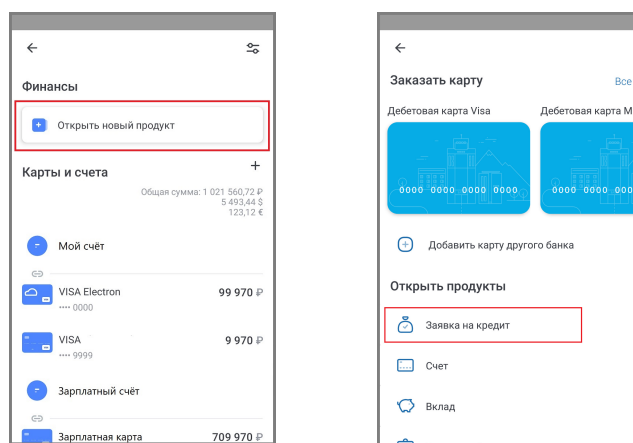 Финансы
Открыть новый продукт
Карты и счета
Общая сумма: 1 021 560,72 ₽
5 493,44 $
123,12 €
Мой счёт
VISA Electron 99 970 ₽
•••• 0000
VISA 9 970 ₽
•••• 9999
Зарплатный счёт
Зарплатная карта 709 970 ₽
Заказать карту Все
Дебетовая карта Visa Дебетовая карта M
0000 0000 0000 0000 0000 0000 000
Добавить карту другого банка
Открыть продукты
Заявка на кредит
Счет
Вклад